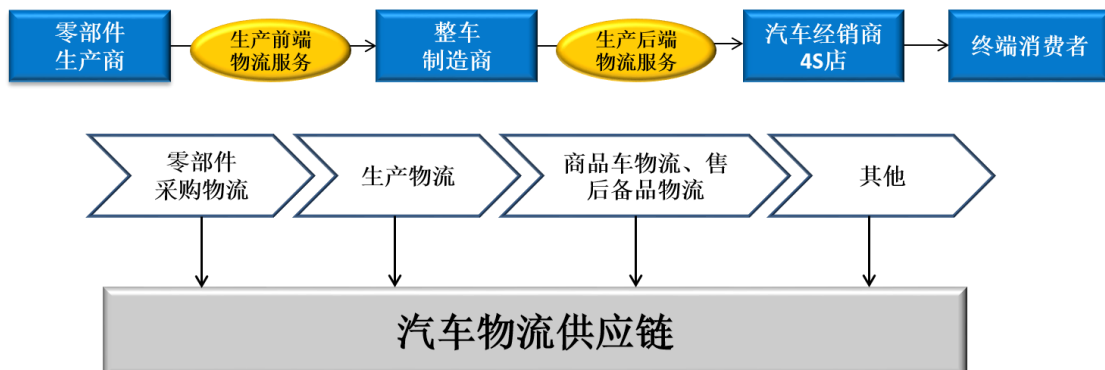 零部件
生产商
生产前端
物流服务
整车
制造商
生产后端
物流服务
汽车经销商
4S店
终端消费者
零部件
采购物流
生产物流
商品车物流、售
后备品物流
其他
汽车物流供应链